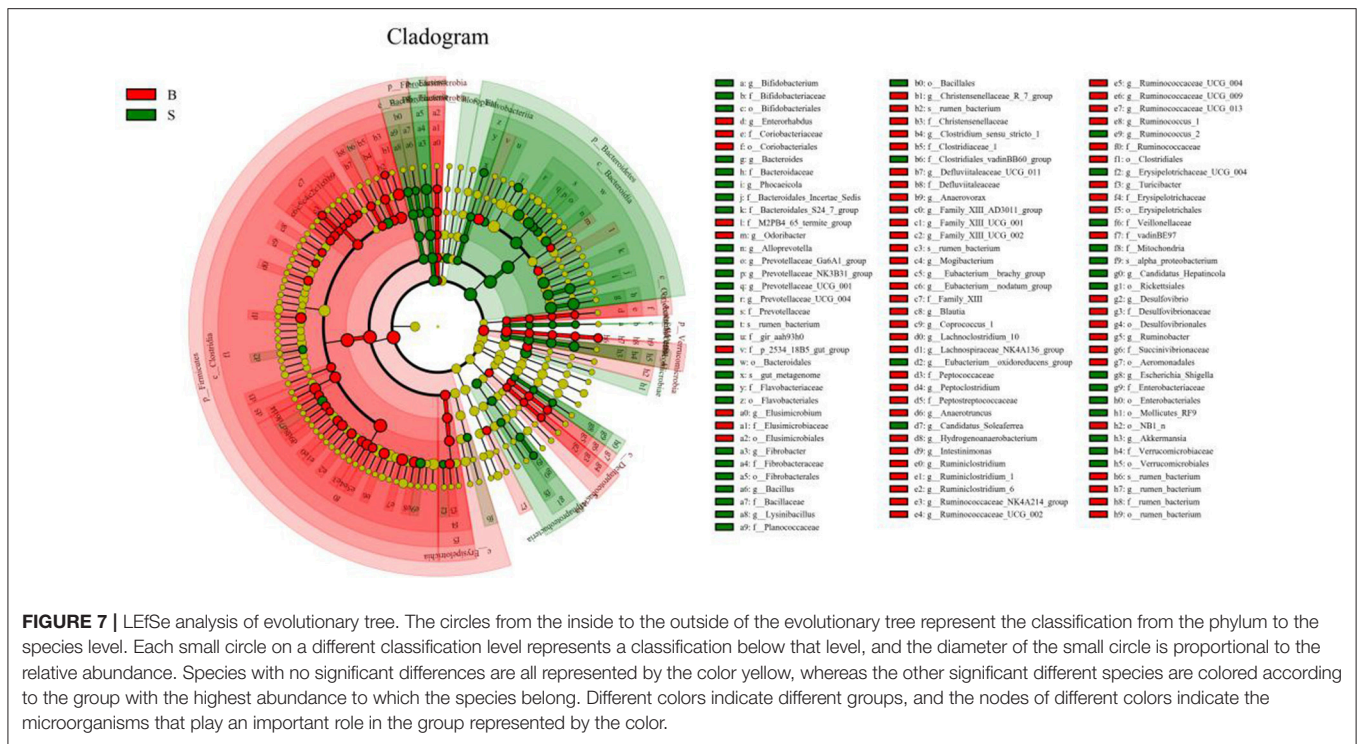 Cladogram
B
S
p__Bacteroidetes
c__Bacteroidia
p__Firmicutes
c__Clostridia
c__Erysipelotrichia
a: g__Bifidobacterium
b: f__Bifidobacteriaceae
c: o__Bifidobacteriales
d: g__Enterorhabdus
e: f__Coriobacteriaceae
f: o__Coriobacteriales
g: g__Bacteroides
h: f__Bacteroidaceae
i: g__Phocaeicola
j: f__Bacteroidales_Incertae_Sedis
k: f__Bacteroidales_S24_7_group
l: f__M2PB4_65_termite_group
m: g__Odoribacter
n: g__Alloprevotella
o: g__Prevotellaceae_Ga6A1_group
p: g__Prevotellaceae_NK3B31_group
q: g__Prevotellaceae_UCG_001
r: g__Prevotellaceae_UCG_004
s: f__Prevotellaceae
t: s__rumen_bacterium
u: f__gir_aah93h0
v: f__p_2534_18B5_gut_group
w: o__Bacteroidales
x: s__gut_metagenome
y: f__Flavobacteriaceae
z: o__Flavobacteriales
a0: g__Elusimicrobium
a1: f__Elusimicrobiaceae
a2: o__Elusimicrobiales
a3: g__Fibrobacter
a4: f__Fibrobacteraceae
a5: o__Fibrobacterales
a6: g__Bacillus
a7: f__Bacillaceae
a8: g__Lysinibacillus
a9: f__Planococcaceae
b0: o__Bacillales
b1: g__Christensenellaceae_R_7_group
b2: s__rumen_bacterium
b3: f__Christensenellaceae
b4: g__Clostridium_sensu_stricto_1
b5: f__Clostridiaceae_1
b6: f__Clostridiales_vadinBB60_group
b7: g__Defluviitaleaceae_UCG_011
b8: f__Defluviitaleaceae
b9: g__Anaerovorax
c0: g__Family_XIII_AD3011_group
c1: g__Family_XIII_UCG_001
c2: g__Family_XIII_UCG_002
c3: s__rumen_bacterium
c4: g__Mogibacterium
c5: g__Eubacterium__brachy_group
c6: g__Eubacterium__nodatum_group
c7: f__Family_XIII
c8: g__Blautia
c9: g__Coprococcus_1
d0: g__Lachnoclostridium_10
d1: g__Lachnospiraceae_NK4A136_group
d2: g__Eubacterium__oxidoreducens_group
d3: f__Peptococcaceae
d4: g__Peptoclostridium
d5: f__Peptostreptococcaceae
d6: g__Anaerotruncus
d7: g__Candidatus_Soleaferrea
d8: g__Hydrogenoanaerobacterium
d9: g__Intestinimonas
e0: g__Ruminiclostridium
e1: g__Ruminiclostridium_1
e2: g__Ruminiclostridium_6
e3: g__Ruminococcaceae_NK4A214_group
e4: g__Ruminococcaceae_UCG_002
e5: g__Ruminococcaceae_UCG_004
e6: g__Ruminococcaceae_UCG_009
e7: g__Ruminococcaceae_UCG_013
e8: g__Ruminococcus_1
e9: g__Ruminococcus_2
f0: f__Ruminococcaceae
f1: o__Clostridiales
f2: g__Erysipelotrichaceae_UCG_004
f3: g__Turicibacter
f4: f__Erysipelotrichaceae
f5: o__Erysipelotrichales
f6: f__Veillonellaceae
f7: f__vadinBE97
f8: f__Mitochondria
f9: s__alpha_proteobacterium
g0: g__Candidatus_Hepatincola
g1: o__Rickettsiales
g2: g__Desulfovibrio
g3: f__Desulfovibrionaceae
g4: o__Desulfovibrionales
g5: g__Ruminobacter
g6: f__Succinivibrionaceae
g7: o__Aeromonadales
g8: g__Escherichia_Shigella
g9: f__Enterobacteriaceae
h0: o__Enterobacteriales
h1: o__Mollicutes_RF9
h2: o__NB1_n
h3: g__Akkermansia
h4: f__Verrucomicrobiaceae
h5: o__Verrucomicrobiales
h6: s__rumen_bacterium
h7: g__rumen_bacterium
h8: f__rumen_bacterium
h9: o__rumen_bacterium
FIGURE 7 | LEfSe analysis of evolutionary tree. The circles from the inside to the outside of the evolutionary tree represent the classification from the phylum to the
species level. Each small circle on a different classification level represents a classification below that level, and the diameter of the small circle is proportional to the
relative abundance. Species with no significant differences are all represented by the color yellow, whereas the other significant different species are colored according
to the group with the highest abundance to which the species belong. Different colors indicate different groups, and the nodes of different colors indicate the
microorganisms that play an important role in the group represented by the color.